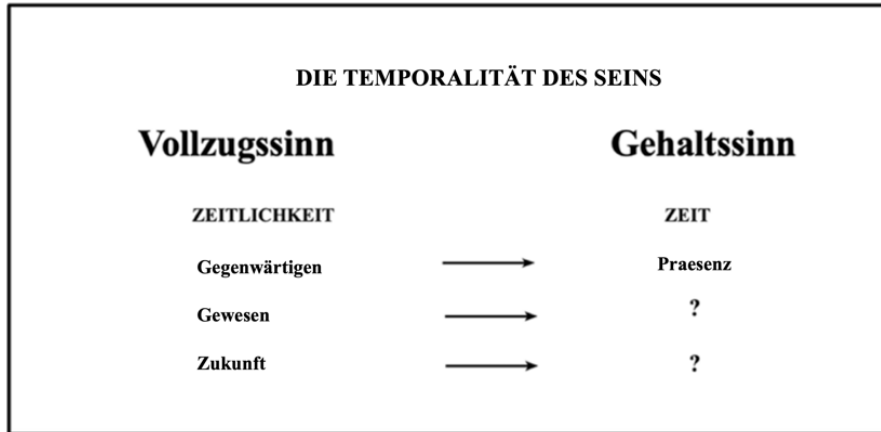 DIE TEMPORALITÄT DES SEINS
Vollzugssinn Gehaltssinn
ZEITLICHKEIT ZEIT
Gegenwärtigen Praesenz
Gewesen ?
Zukunft ?